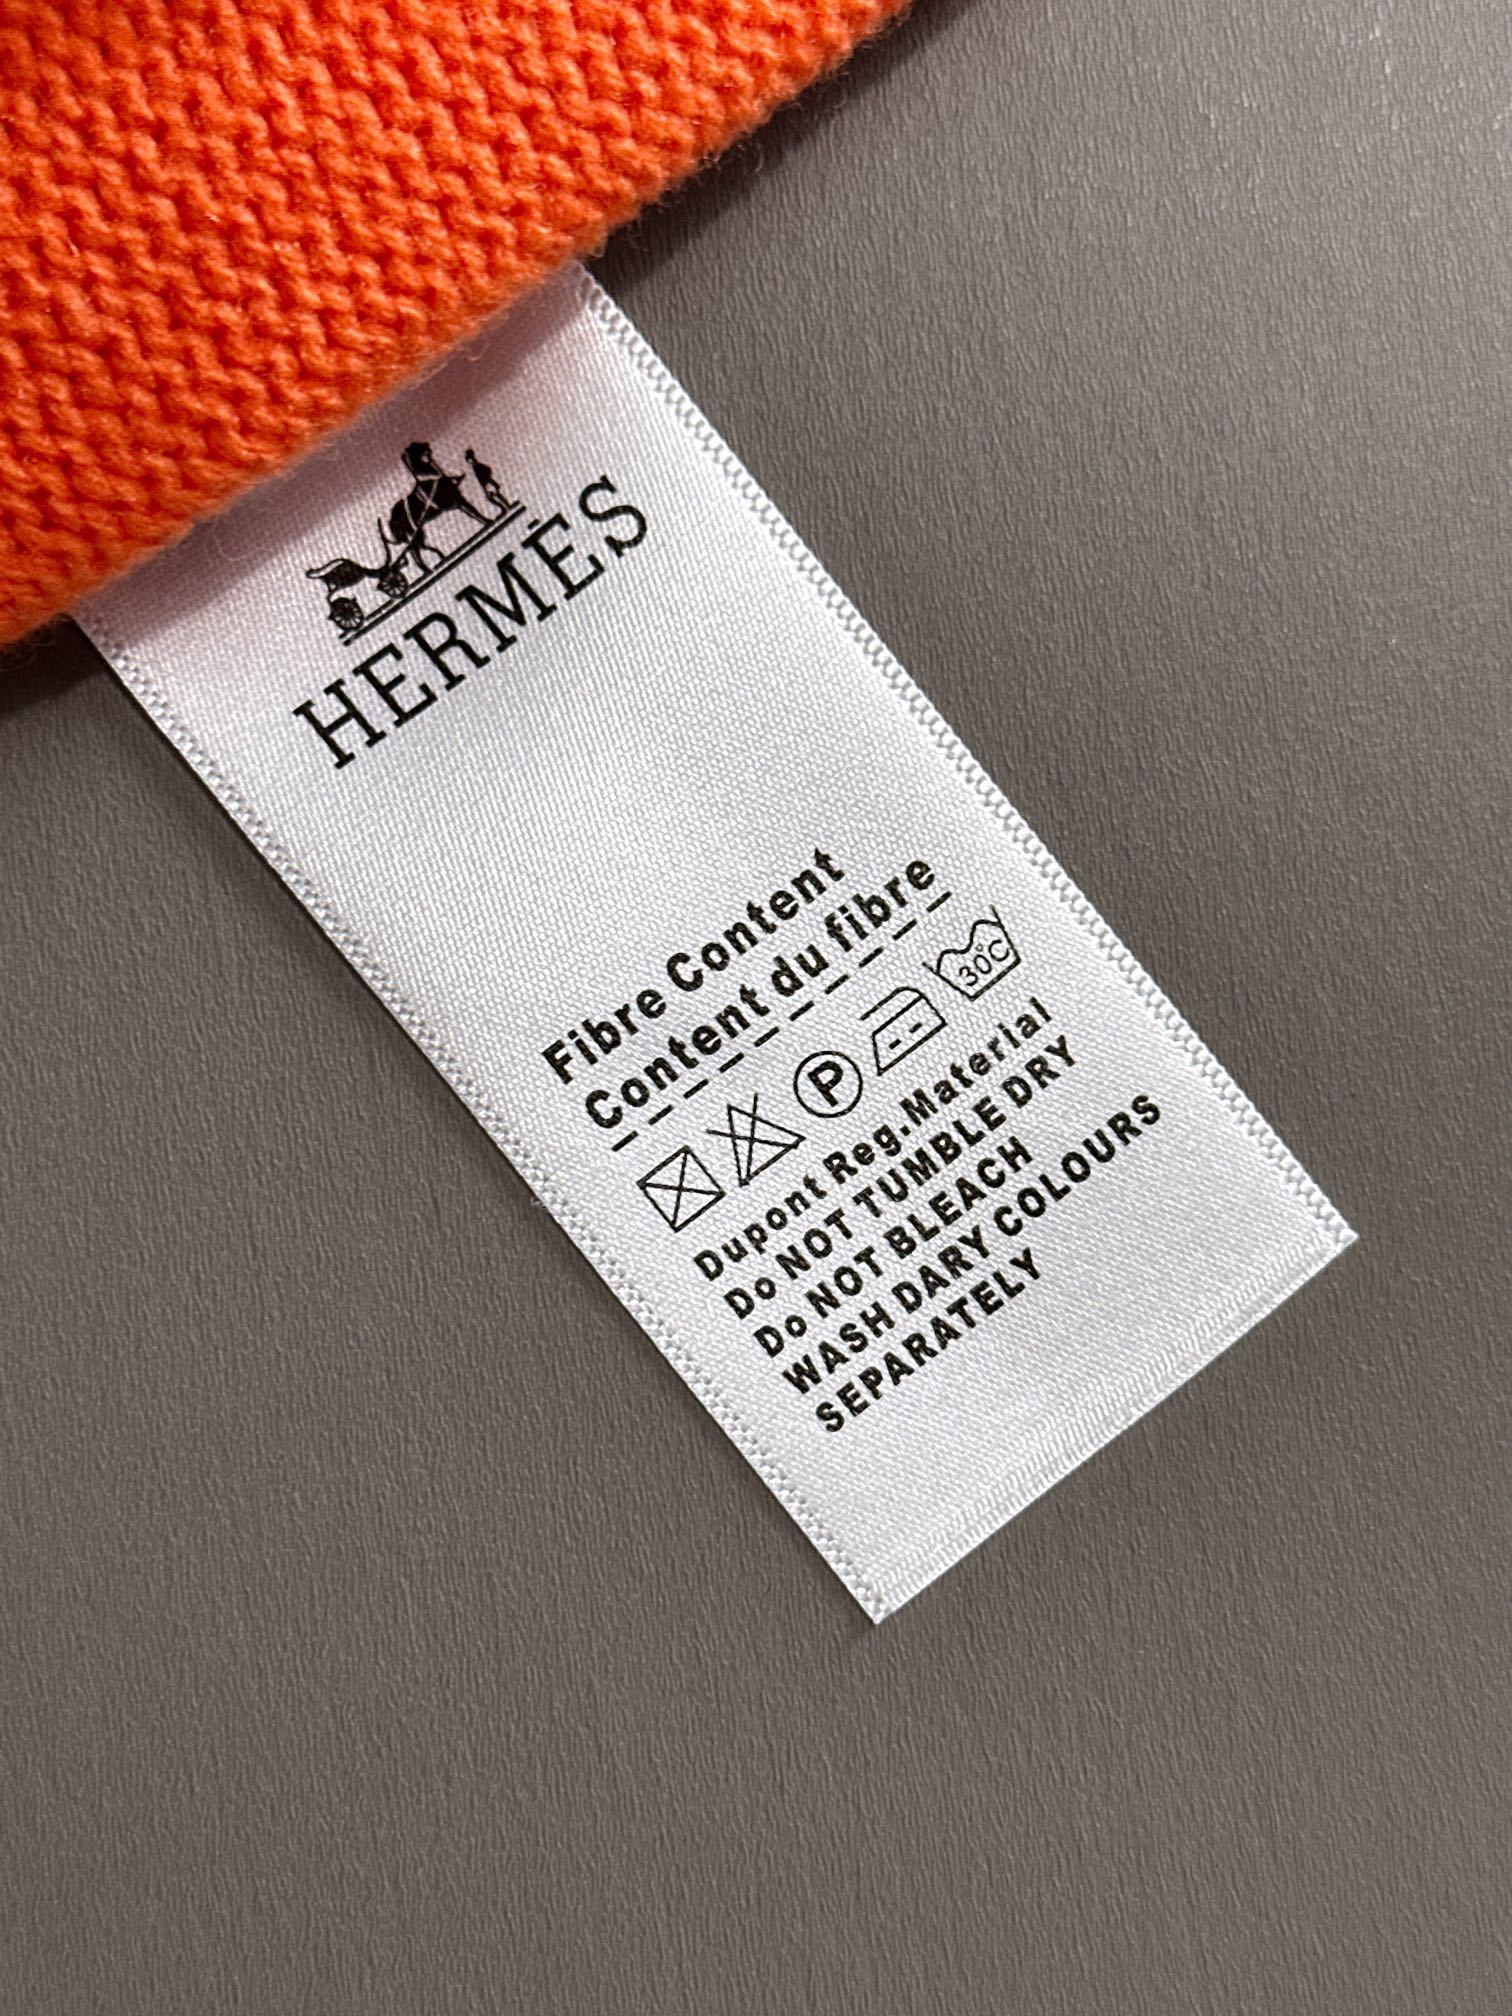 HERMÈS
Fibre Content
Content du fibre
P 30°C
Dupont Reg.Material
Do NOT TUMBLE DRY
Do NOT BLEACH
WASH DARY COLOURS
SEPARATELY